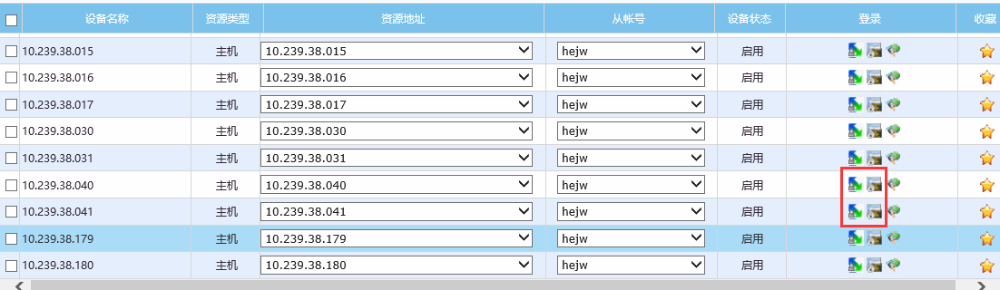 设备名称 资源类型 资源地址 从帐号 设备状态 登录 收藏
10.239.38.015 主机 10.239.38.015 hejw 启用
10.239.38.016 主机 10.239.38.016 hejw 启用
10.239.38.017 主机 10.239.38.017 hejw 启用
10.239.38.030 主机 10.239.38.030 hejw 启用
10.239.38.031 主机 10.239.38.031 hejw 启用
10.239.38.040 主机 10.239.38.040 hejw 启用
10.239.38.041 主机 10.239.38.041 hejw 启用
10.239.38.179 主机 10.239.38.179 hejw 启用
10.239.38.180 主机 10.239.38.180 hejw 启用